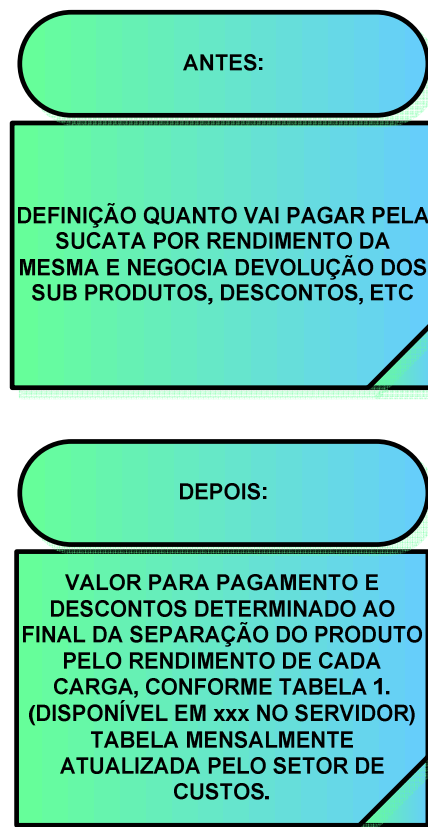 ANTES:
DEFINIÇÃO QUANTO VAI PAGAR PELA
SUCATA POR RENDIMENTO DA
MESMA E NEGOCIA DEVOLUÇÃO DOS
SUB PRODUTOS, DESCONTOS, ETC
DEPOIS:
VALOR PARA PAGAMENTO E
DESCONTOS DETERMINADO AO
FINAL DA SEPARAÇÃO DO PRODUTO
PELO RENDIMENTO DE CADA
CARGA, CONFORME TABELA 1.
(DISPONÍVEL EM xxx NO SERVIDOR)
TABELA MENSALMENTE
ATUALIZADA PELO SETOR DE
CUSTOS.